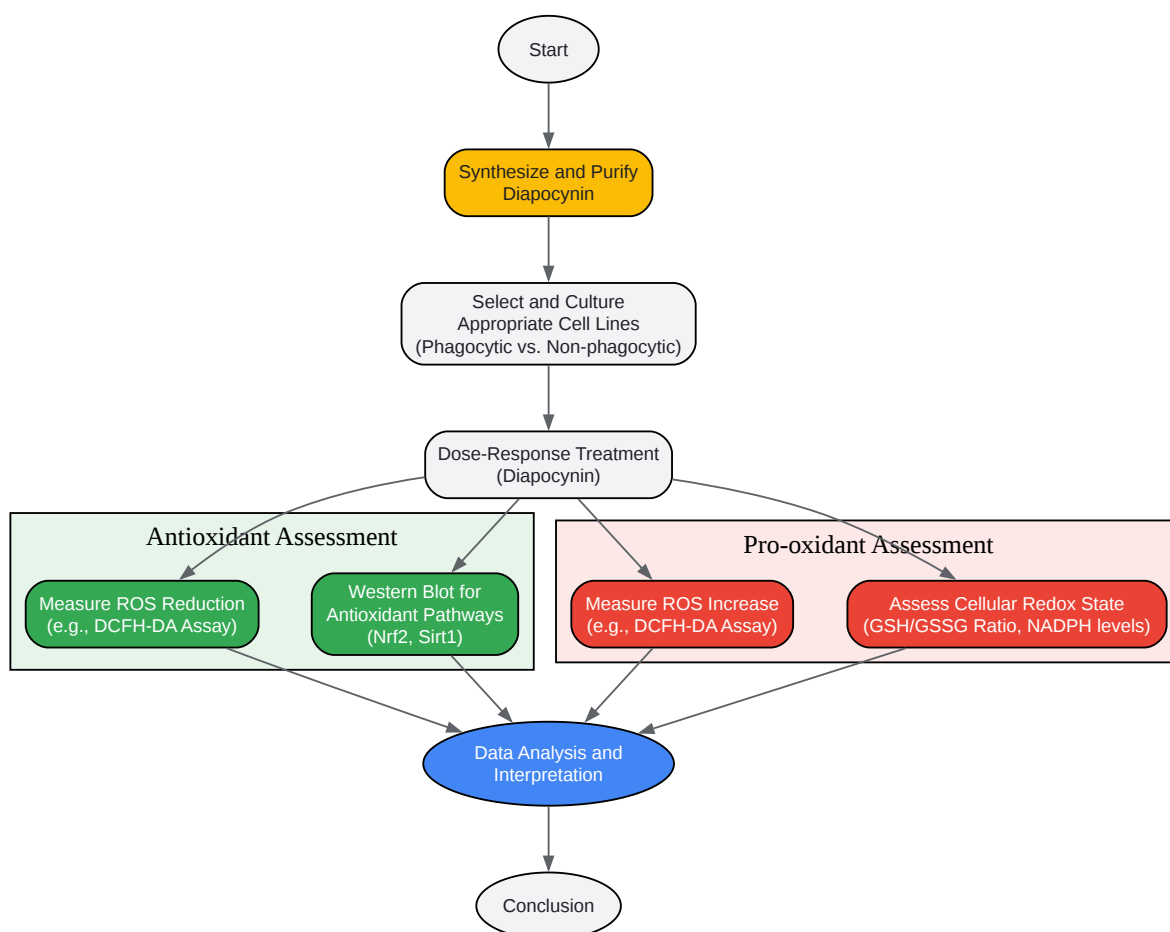 Start
Synthesize and Purify
Diapocynin
Select and Culture
Appropriate Cell Lines
(Phagocytic vs. Non-phagocytic)
Dose-Response Treatment
(Diapocynin)
Antioxidant Assessment
Measure ROS Reduction
(e.g., DCFH-DA Assay)
Western Blot for
Antioxidant Pathways
(Nrf2, Sirt1)
Pro-oxidant Assessment
Measure ROS Increase
(e.g., DCFH-DA Assay)
Assess Cellular Redox State
(GSH/GSSG Ratio, NADPH levels)
Data Analysis and
Interpretation
Conclusion